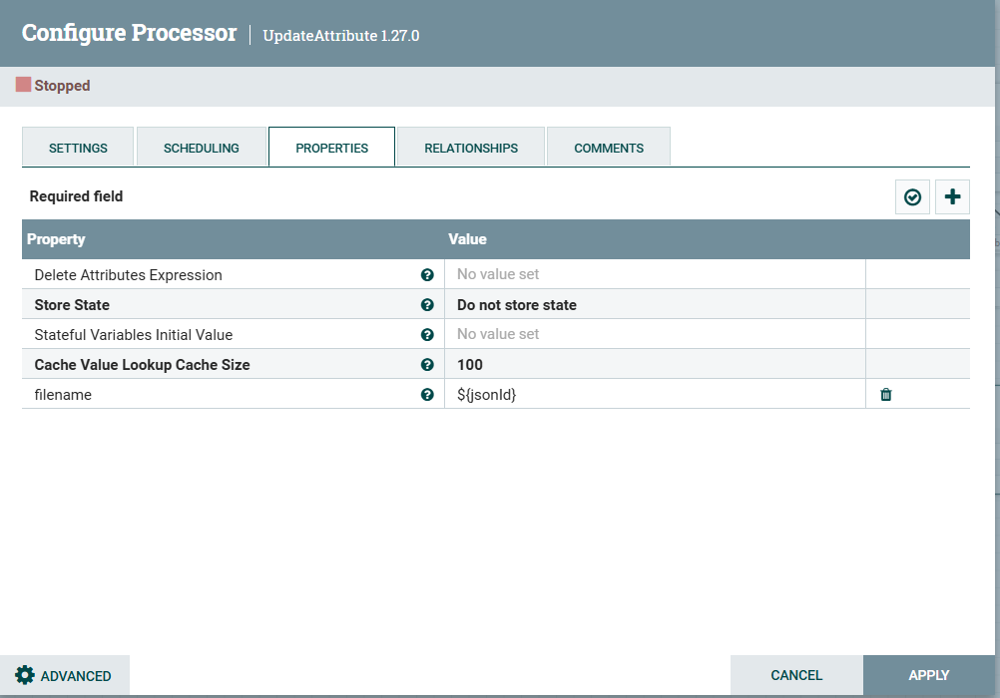 Configure Processor | UpdateAttribute 1.27.0
Stopped
SETTINGS SCHEDULING PROPERTIES RELATIONSHIPS COMMENTS
Required field
Property Value
Delete Attributes Expression No value set
Store State Do not store state
Stateful Variables Initial Value No value set
Cache Value Lookup Cache Size 100
filename ${jsonId}
ADVANCED CANCEL APPLY